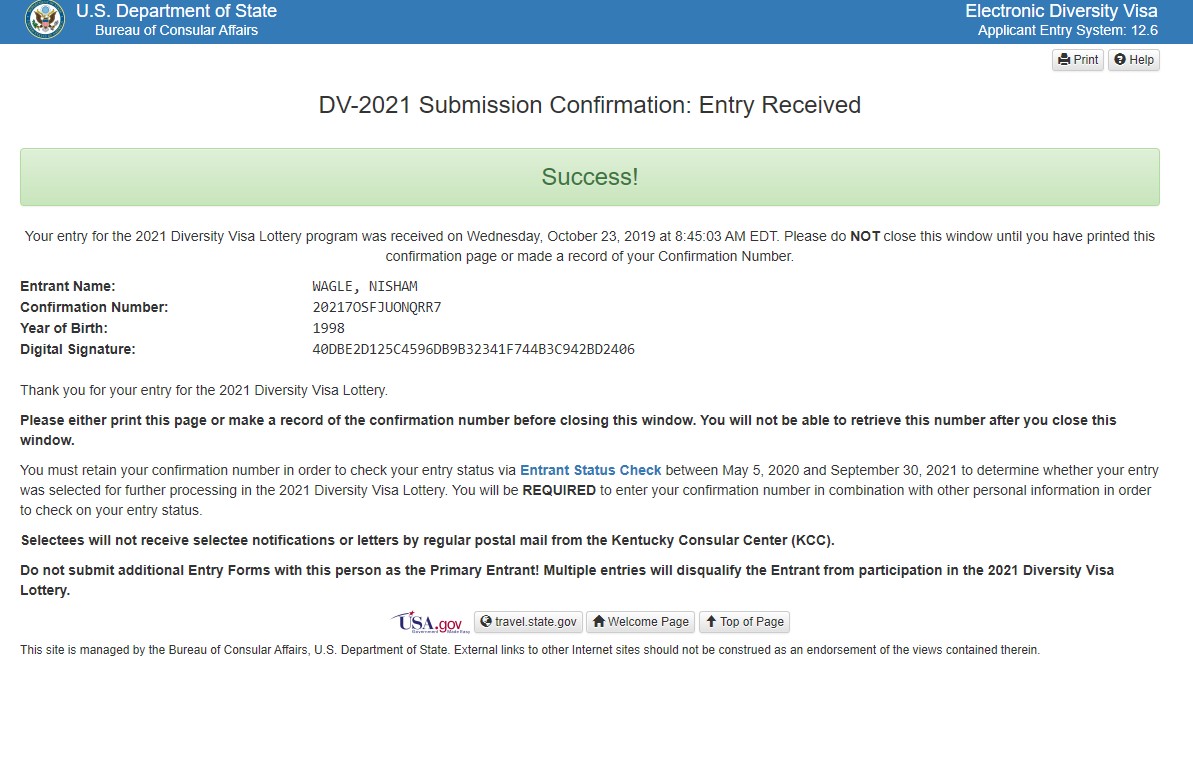 U.S. Department of State
Bureau of Consular Affairs
Electronic Diversity Visa
Applicant Entry System: 12.6
Print Help
DV-2021 Submission Confirmation: Entry Received
Success!
Your entry for the 2021 Diversity Visa Lottery program was received on Wednesday, October 23, 2019 at 8:45:03 AM EDT. Please do NOT close this window until you have printed this
confirmation page or made a record of your Confirmation Number.
Entrant Name: WAGLE, NISHAM
Confirmation Number: 20217OSFJUONQRR7
Year of Birth: 1998
Digital Signature: 40DBE2D125C4596DB9B32341F744B3C942BD2406
Thank you for your entry for the 2021 Diversity Visa Lottery.
Please either print this page or make a record of the confirmation number before closing this window. You will not be able to retrieve this number after you close this
window.
You must retain your confirmation number in order to check your entry status via Entrant Status Check between May 5, 2020 and September 30, 2021 to determine whether your entry
was selected for further processing in the 2021 Diversity Visa Lottery. You will be REQUIRED to enter your confirmation number in combination with other personal information in order
to check on your entry status.
Selectees will not receive selectee notifications or letters by regular postal mail from the Kentucky Consular Center (KCC).
Do not submit additional Entry Forms with this person as the Primary Entrant! Multiple entries will disqualify the Entrant from participation in the 2021 Diversity Visa
Lottery.
USA.gov travel.state.gov Welcome Page Top of Page
Government Made Easy
This site is managed by the Bureau of Consular Affairs, U.S. Department of State. External links to other Internet sites should not be construed as an endorsement of the views contained therein.